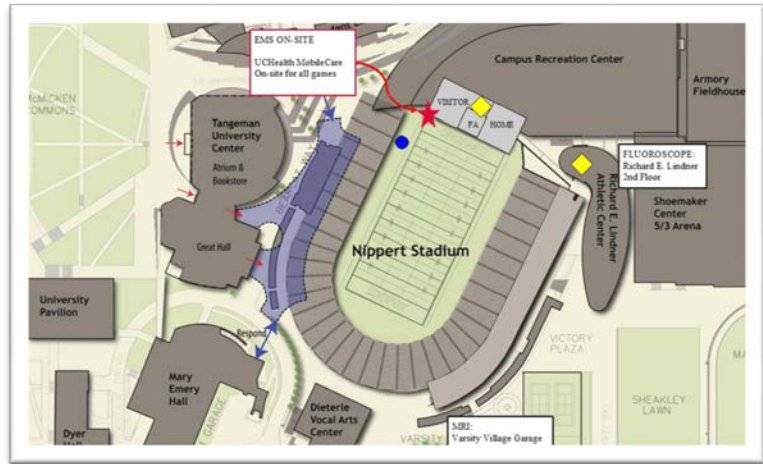 EMS ON-SITE
UCHealth MobileCare
On-site for all games
Campus Recreation Center
Armory
Fieldhouse
McMICKEN
COMMONS
Tangeman
University
Center
Atrium &
Bookstore
Great Hall
VISITOR
FA
HOME
FLUOROSCOPE:
Richard E. Lindner
2nd Floor
Richard E. Lindner
Athletic Center
Shoemaker
Center
5/3 Arena
Nippert Stadium
University
Pavilion
Respond
Mary
Emery
Hall
GARAGE
Dieterle
Vocal Arts
Center
VICTORY
PLAZA
SHEAKLEY
LAWN
Dyer
VARSITY
MRI:
Varsity Village Garage